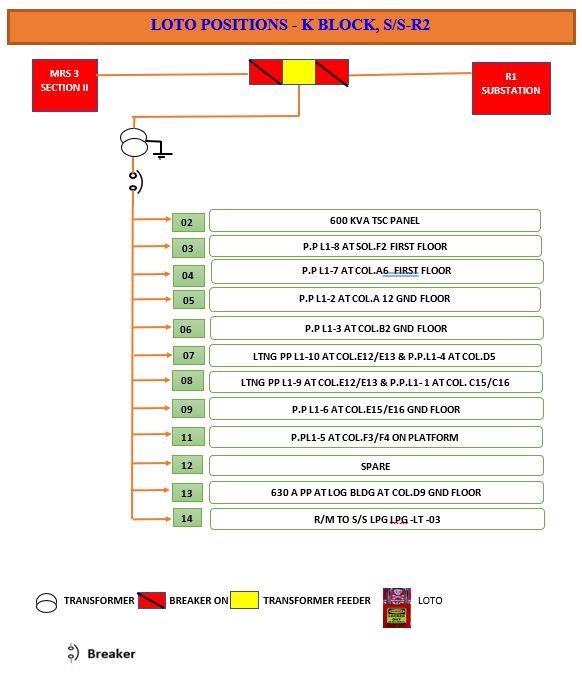 LOTO POSITIONS - K BLOCK, S/S-R2
MRS 3
SECTION II
R1
SUBSTATION
02 600 KVA TSC PANEL
03 P.P L1-8 AT SOL.F2 FIRST FLOOR
04 P.P L1-7 AT COL.A6 FIRST FLOOR
05 P.P L1-2 AT COL.A 12 GND FLOOR
06 P.P L1-3 AT COL.B2 GND FLOOR
07 LTNG PP L1-10 AT COL.E12/E13 & P.P.L1-4 AT COL.D5
08 LTNG PP L1-9 AT COL.E12/E13 & P.P.L1- 1 AT COL. C15/C16
09 P.P L1-6 AT COL.E15/E16 GND FLOOR
11 P.PL1-5 AT COL.F3/F4 ON PLATFORM
12 SPARE
13 630 A PP AT LOG BLDG AT COL.D9 GND FLOOR
14 R/M TO S/S LPG LPG -LT -03
TRANSFORMER BREAKER ON TRANSFORMER FEEDER LOTO
Breaker